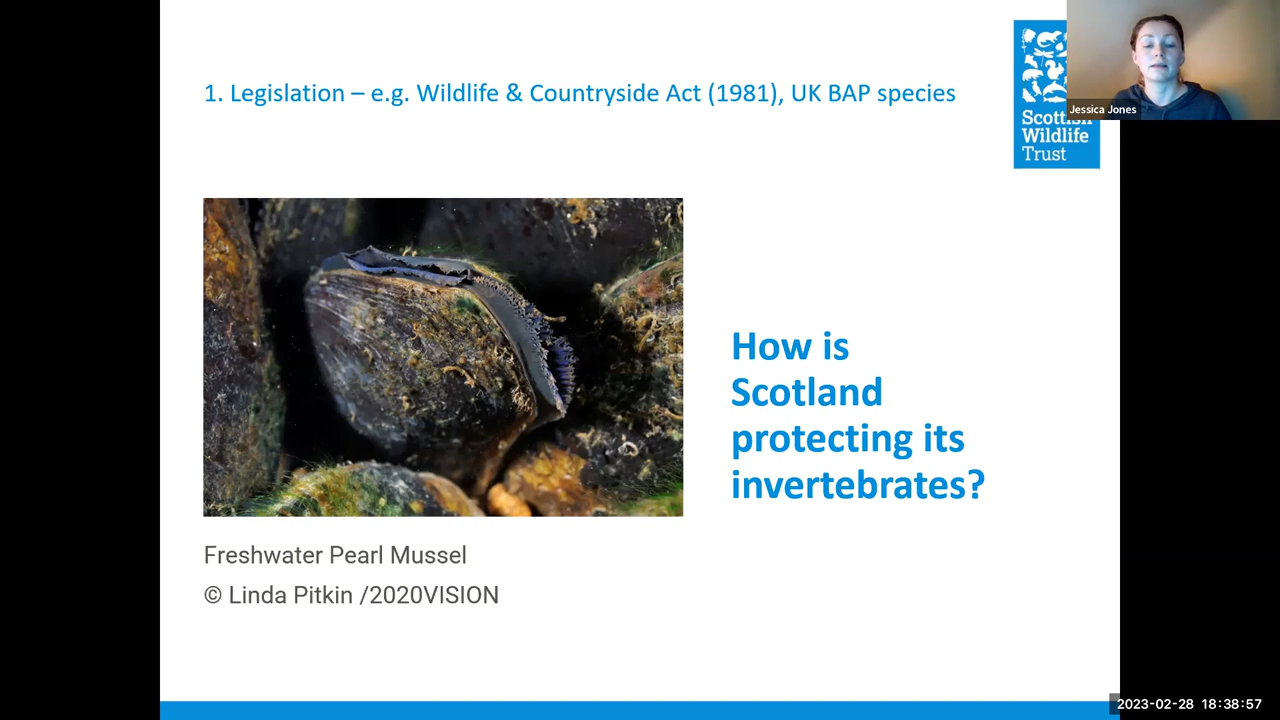 1. Legislation – e.g. Wildlife & Countryside Act (1981), UK BAP species
Jessica Jones
Scottish
Wildlife
Trust
How is
Scotland
protecting its
invertebrates?
Freshwater Pearl Mussel
© Linda Pitkin /2020VISION
2023-02-28 18:38:57